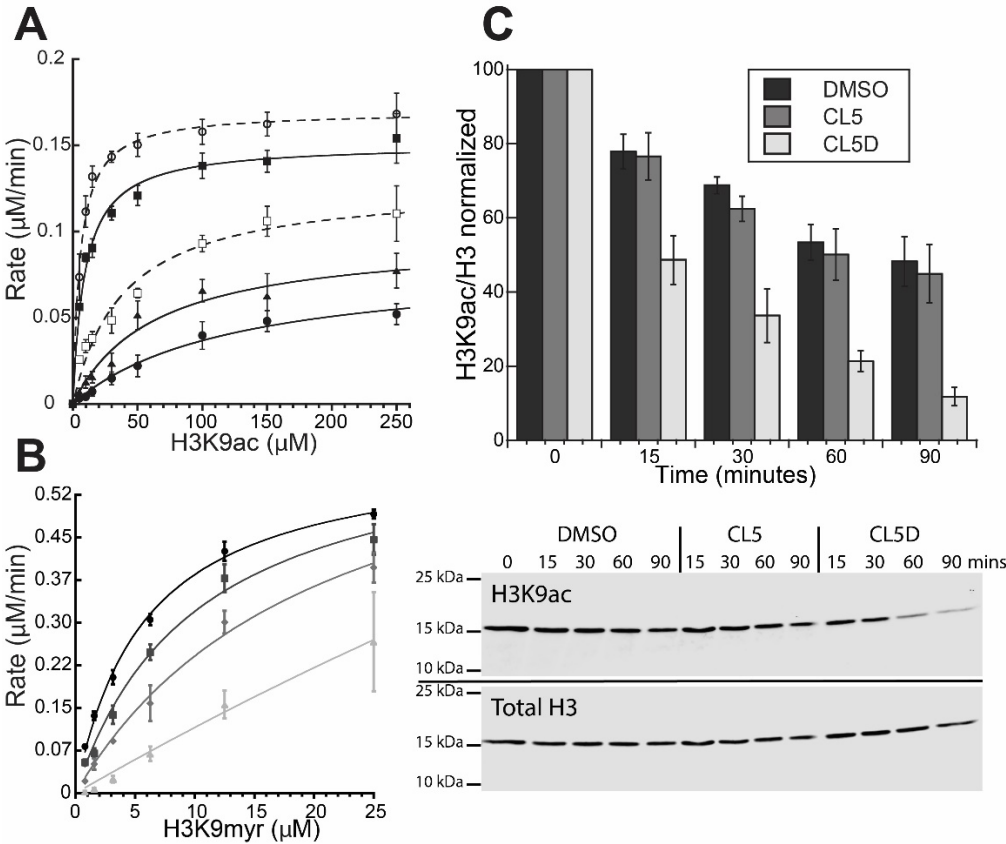 A
Rate (µM/min)
0.2
0.15
0.1
0.05
0
0 50 100 150 200 250
H3K9ac (µM)
B
Rate (µM/min)
0.52
0.45
0.37
0.30
0.22
0.15
0.07
0
0 5 10 15 20 25
H3K9myr (µM)
C
H3K9ac/H3 normalized
100
80
60
40
20
0
DMSO
CL5
CL5D
0 15 30 60 90
Time (minutes)
DMSO CL5 CL5D
0 15 30 60 90 15 30 60 90 15 30 60 90 mins
25 kDa
H3K9ac
15 kDa
10 kDa
25 kDa
Total H3
15 kDa
10 kDa